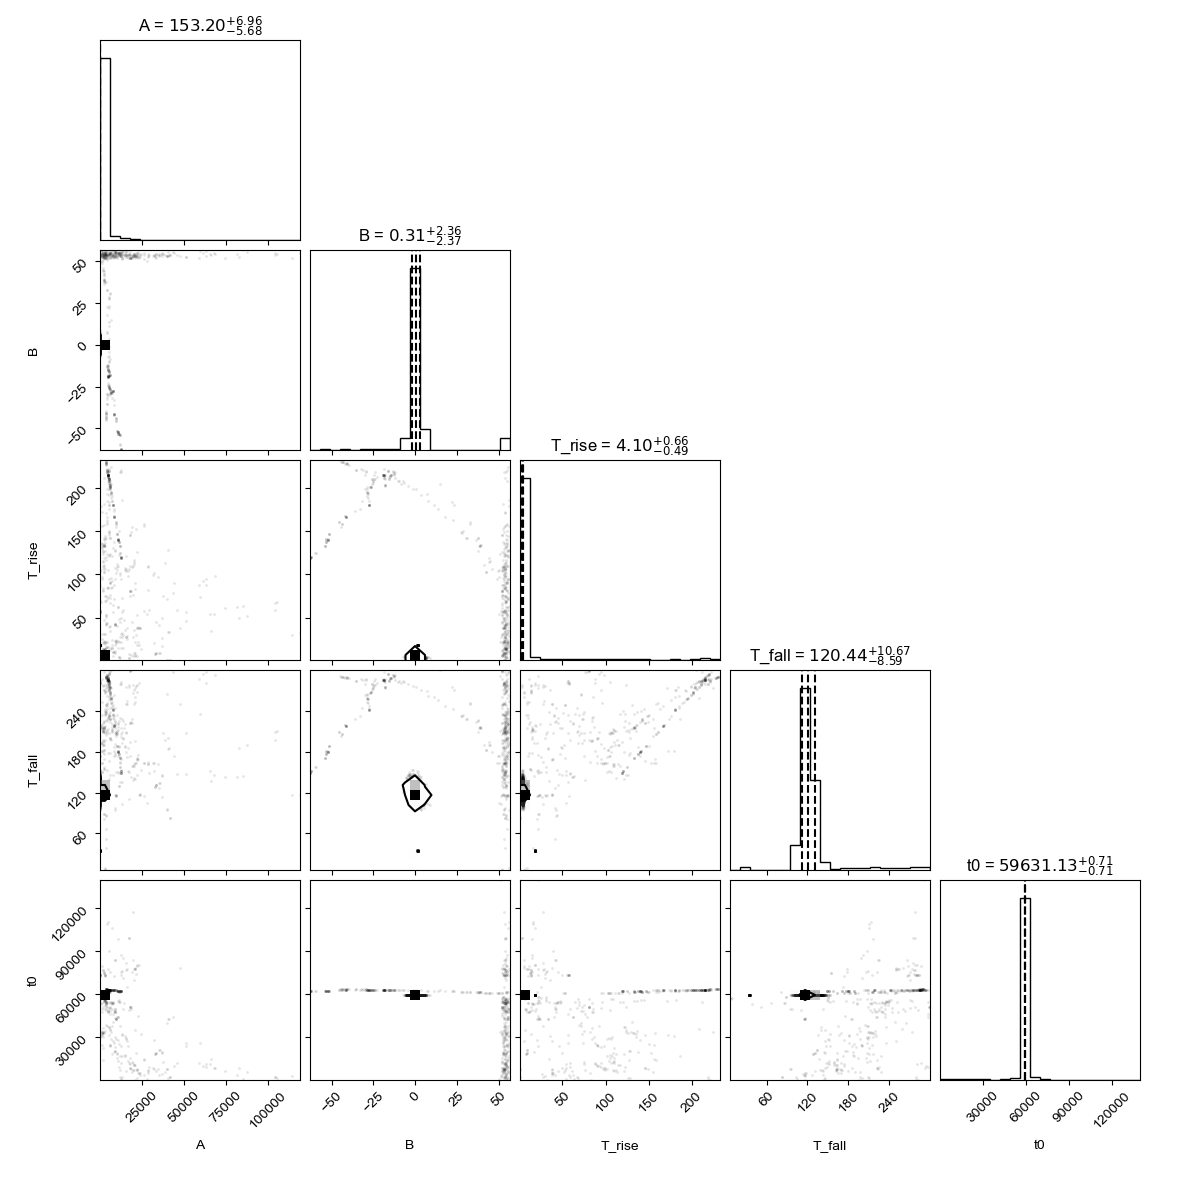 A = 153.20+6.96−5.68
B = 0.31+2.36−2.37
50
25
0
−25
−50
B
T_rise = 4.10+0.66−0.49
200
150
100
50
T_rise
T_fall = 120.44+10.67−8.59
240
180
120
60
T_fall
t0 = 59631.13+0.71−0.71
120000
90000
60000
30000
t0
25000 50000 75000 100000
−50 −25 0 25 50
50 100 150 200
60 120 180 240
30000 60000 90000 120000
A B T_rise T_fall t0